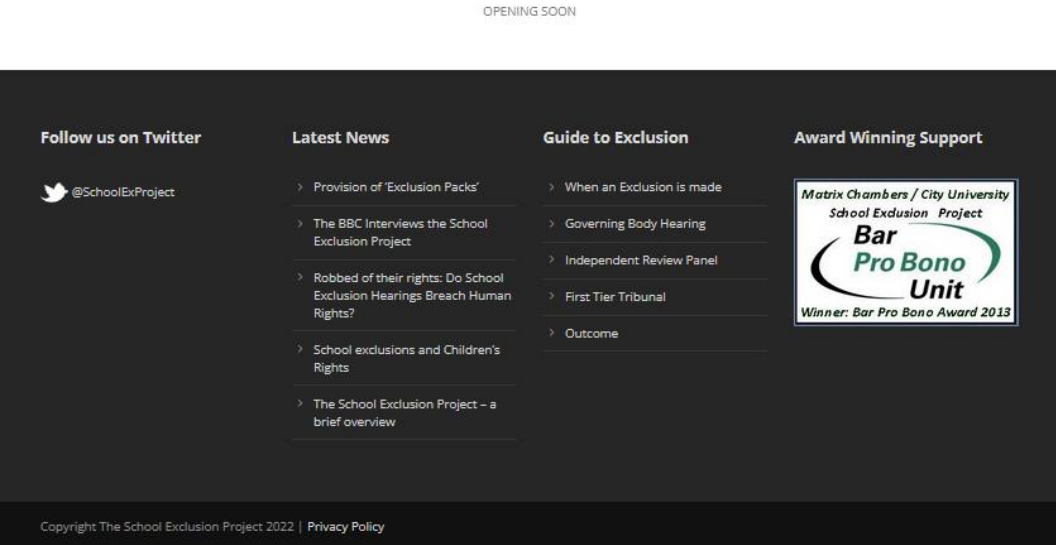 OPENING SOON
Follow us on Twitter
@SchoolExProject
Latest News
Provision of ‘Exclusion Packs’
The BBC Interviews the School
Exclusion Project
Robbed of their rights: Do School
Exclusion Hearings Breach Human
Rights?
School exclusions and Children’s
Rights
The School Exclusion Project – a
brief overview
Guide to Exclusion
When an Exclusion is made
Governing Body Hearing
Independent Review Panel
First Tier Tribunal
Outcome
Award Winning Support
Matrix Chambers / City University
School Exclusion Project
Bar
Pro Bono
Unit
Winner: Bar Pro Bono Award 2013
Copyright The School Exclusion Project 2022 | Privacy Policy